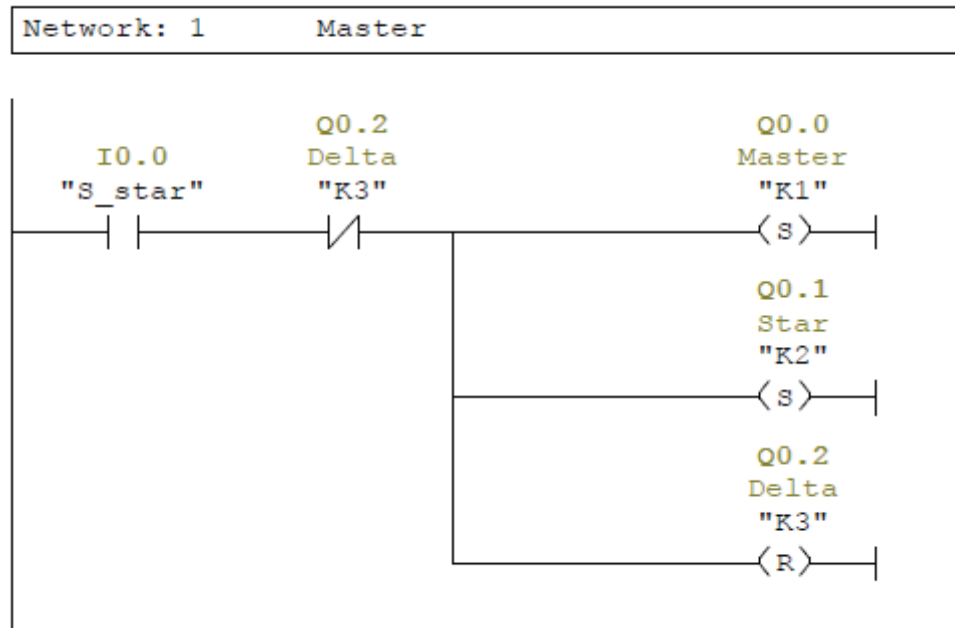 Network: 1 Master
Q0.2
Delta
"K3"
I0.0
"S_star"
Q0.0
Master
"K1"
S
Q0.1
Star
"K2"
S
Q0.2
Delta
"K3"
R